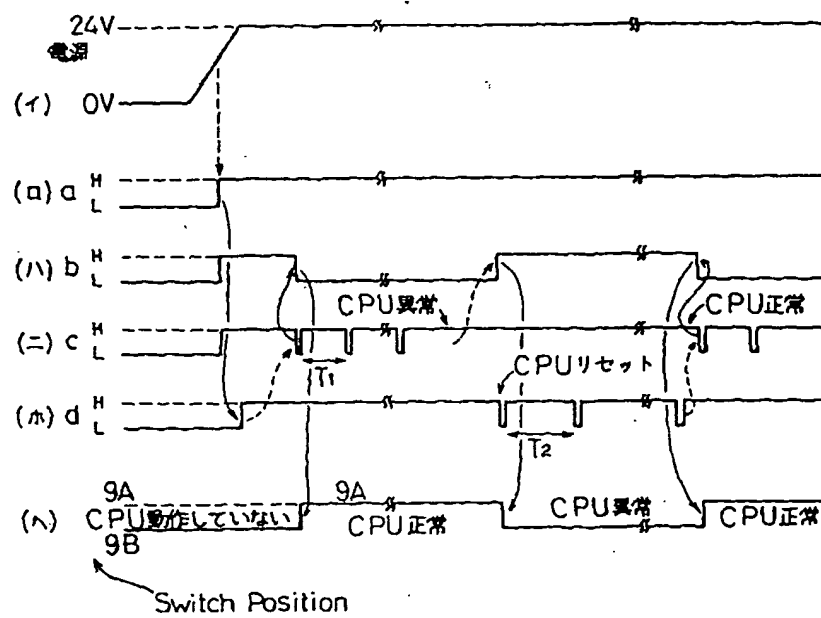 24V
電源
(イ) 0V
(ロ) a H
L
(ハ) b H
L
CPU異常
CPU正常
(ニ) c H
L
T1
CPUリセット
(ホ) d H
L
T2
9A
9A
(ヘ) CPU動作していない
CPU正常
CPU異常
CPU正常
9B
Switch Position